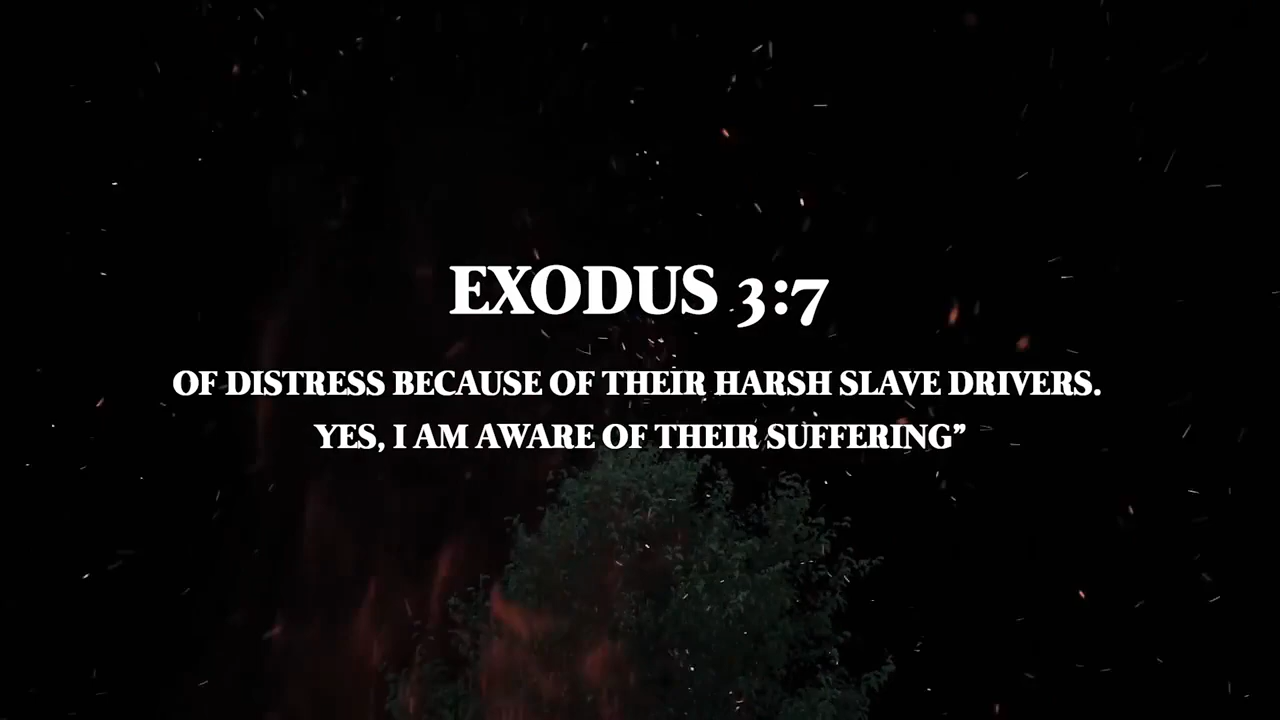 EXODUS 3:7
OF DISTRESS BECAUSE OF THEIR HARSH SLAVE DRIVERS.
YES, I AM AWARE OF THEIR SUFFERING”